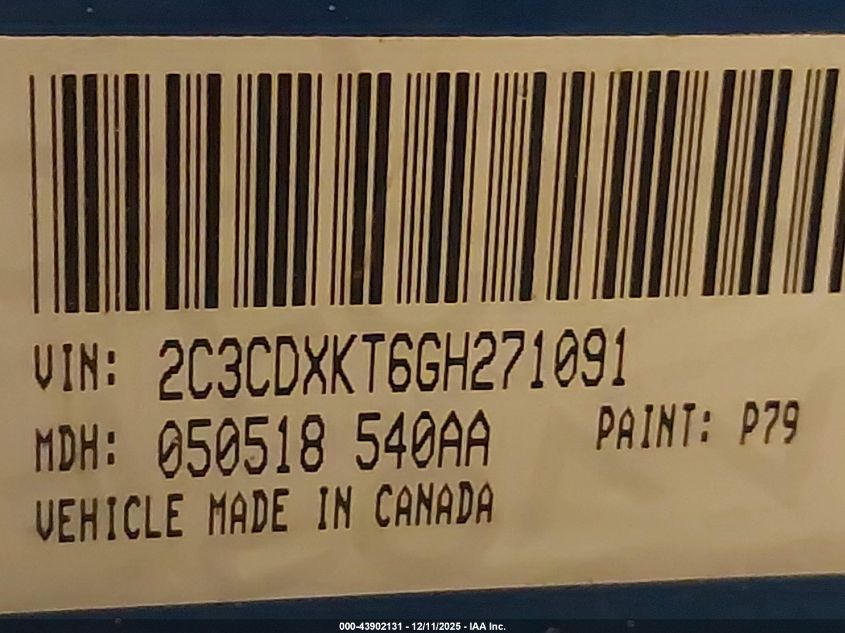 VIN: 2C3CDXKT6GH271091
MDH: 050518 540AA PAINT: P79
VEHICLE MADE IN CANADA
000-43902131 - 12/11/2025 - IAA Inc.